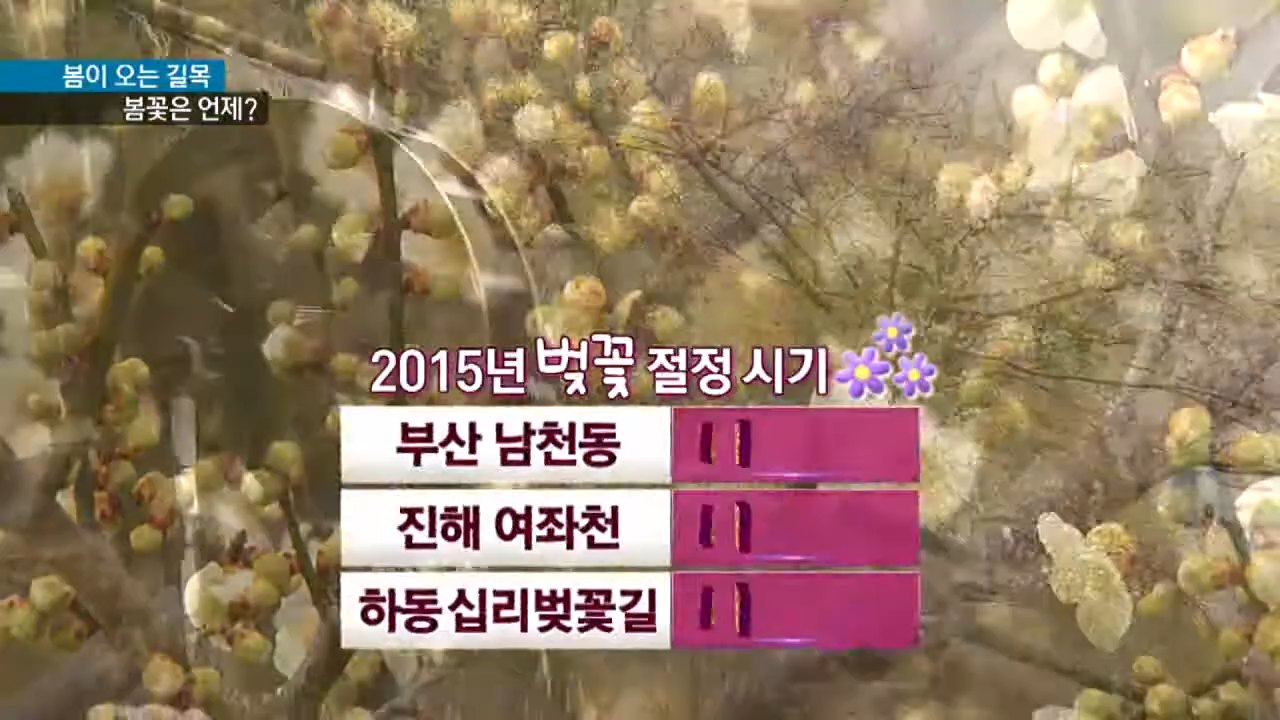 봄이 오는 길목
봄꽃은 언제?
2015년 벚꽃 절정 시기
부산 남천동
진해 여좌천
하동 십리벚꽃길